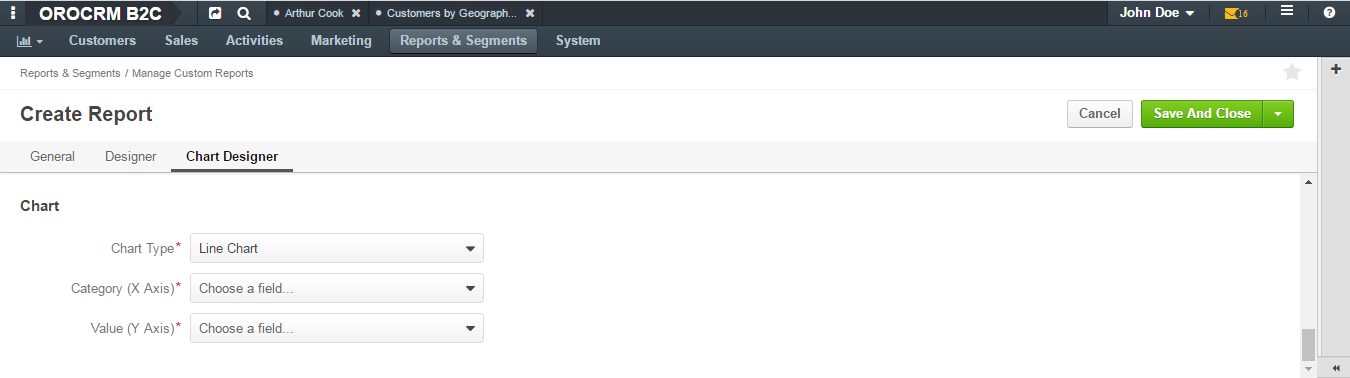 OROCRM B2C Arthur Cook Customers by Geograph... John Doe 16
Customers Sales Activities Marketing Reports & Segments System
Reports & Segments / Manage Custom Reports
Create Report Cancel Save And Close
General Designer Chart Designer
Chart
Chart Type* Line Chart
Category (X Axis)* Choose a field...
Value (Y Axis)* Choose a field...